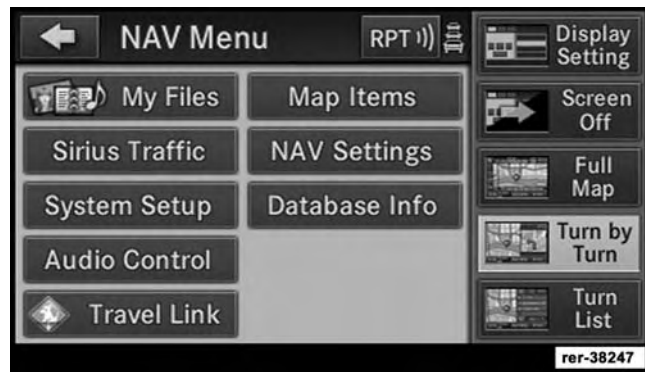 NAV Menu
RPT
My Files
Map Items
Sirius Traffic
NAV Settings
System Setup
Database Info
Audio Control
Travel Link
Display
Setting
Screen
Off
Full
Map
Turn by
Turn
Turn
List
rer-38247